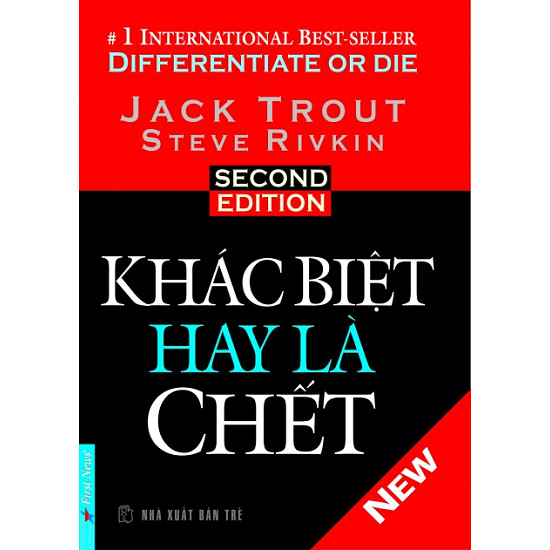 # 1 INTERNATIONAL BEST-SELLER
DIFFERENTIATE OR DIE
JACK TROUT
STEVE RIVKIN
SECOND
EDITION
KHÁC BIỆT
HAY LÀ
CHẾT
NEW
First News
NHÀ XUẤT BẢN TRẺ